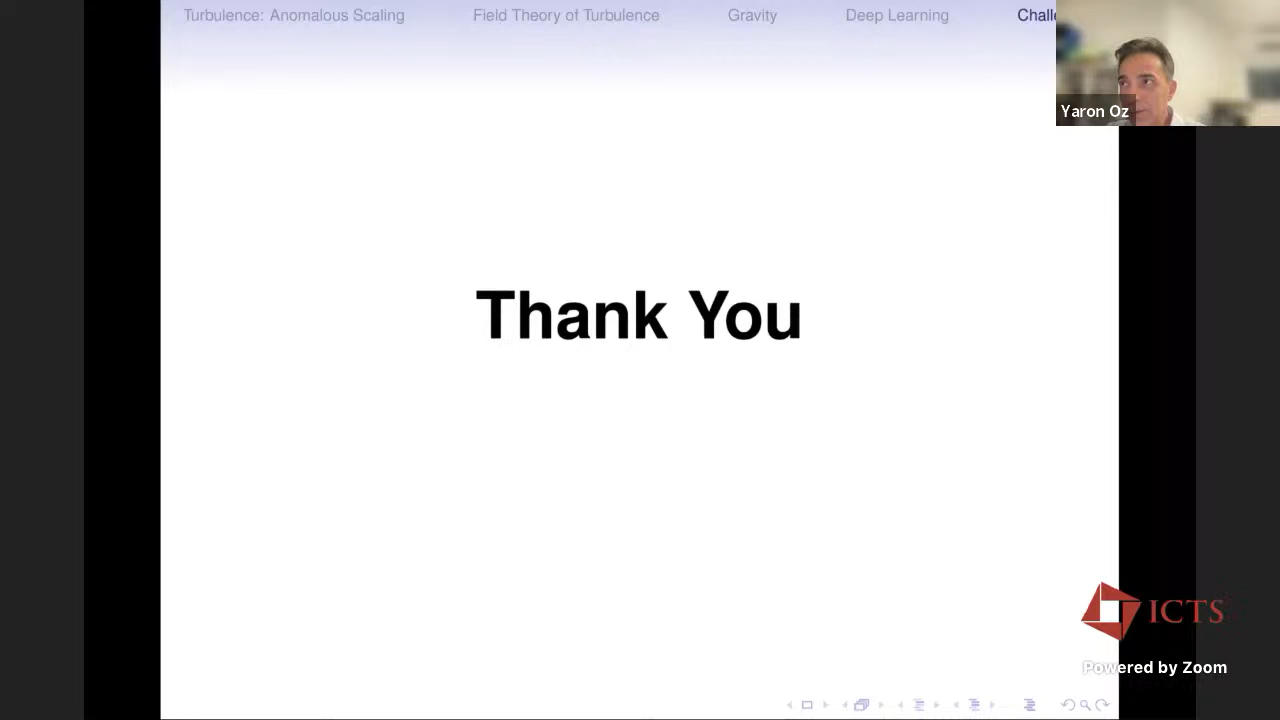 Turbulence: Anomalous Scaling Field Theory of Turbulence Gravity Deep Learning
Yaron Oz
Thank You
ICTS
Powered by Zoom